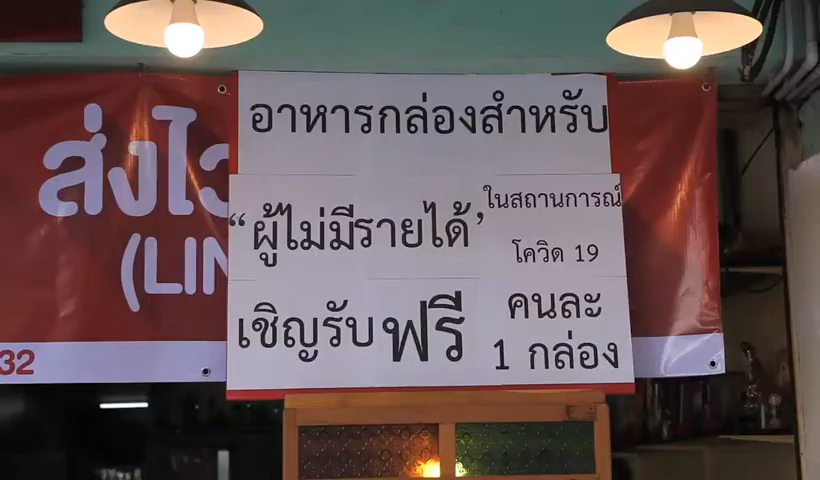 อาหารกล่องสำหรับ
“ผู้ไม่มีรายได้’
ในสถานการณ์
โควิด 19
เชิญรับฟรี
คนละ
1 กล่อง
ส่งไว
(LIN
32